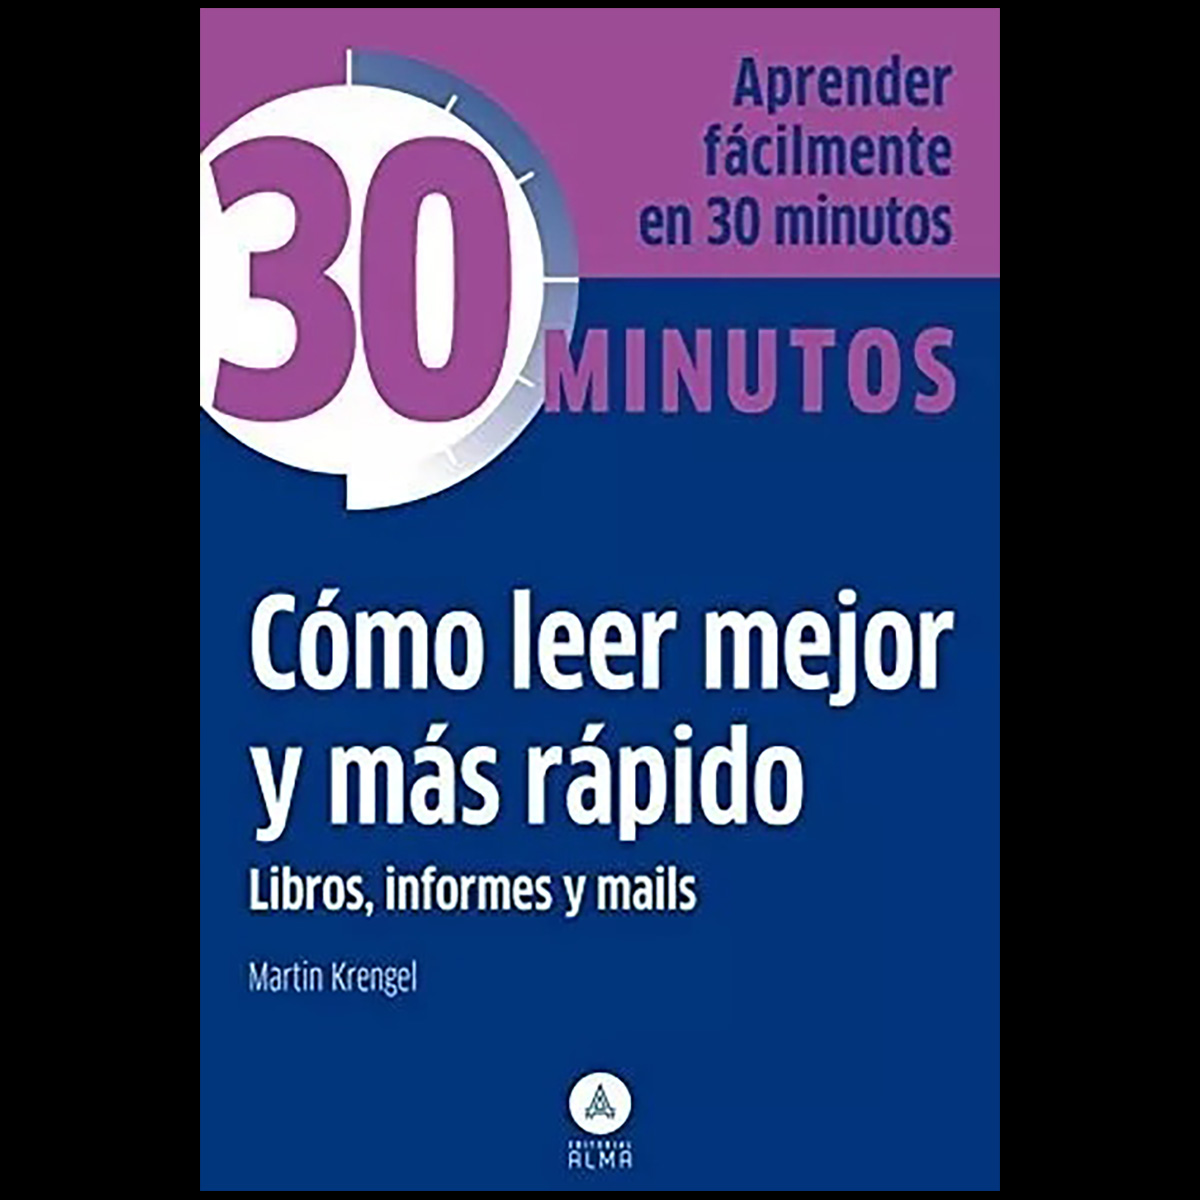 Aprender
fácilmente
en 30 minutos
30
MINUTOS
Cómo leer mejor
y más rápido
Libros, informes y mails
Martin Krengel
EDITORIAL
ALMA